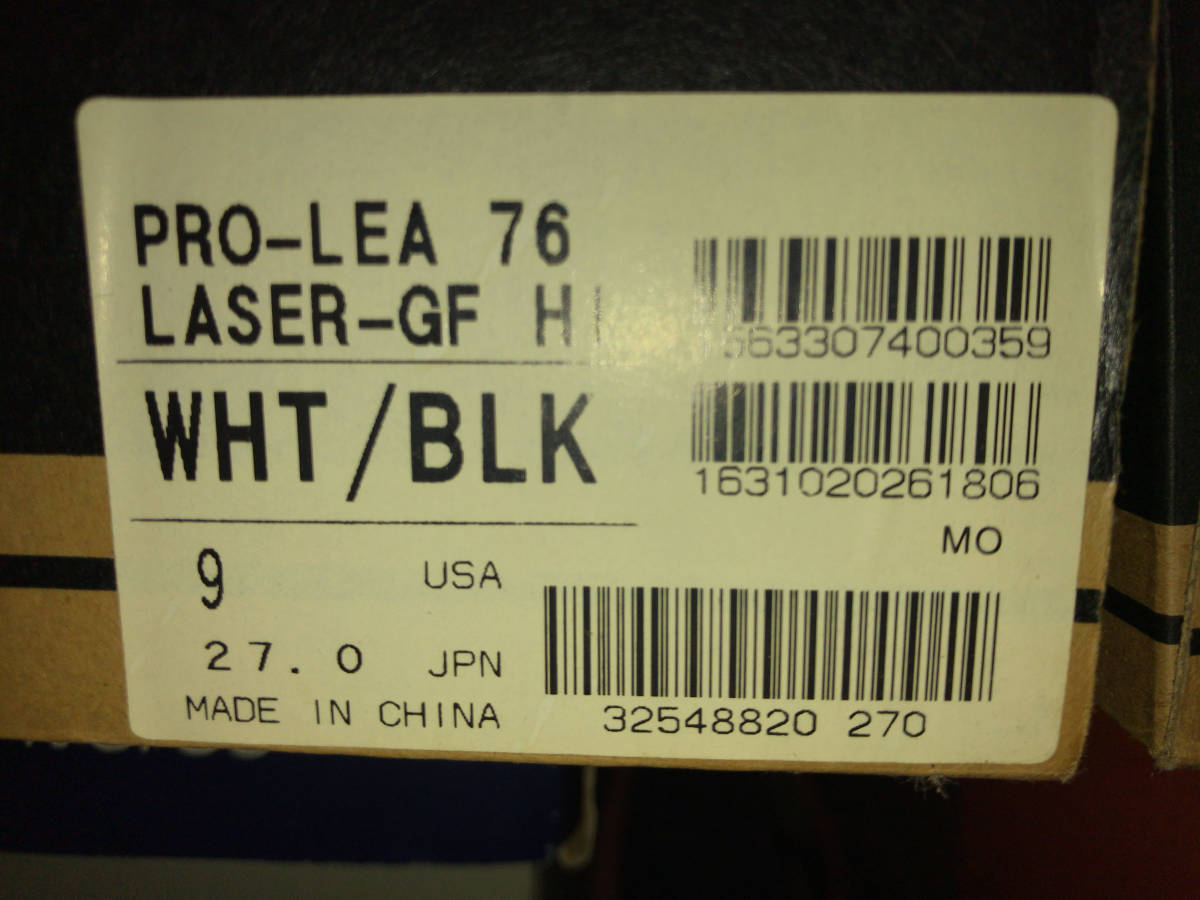 PRO-LEA 76
LASER-GF HI
WHT/BLK
9 USA
27.0 JPN
MADE IN CHINA
1631020261806
MO
32548820 270